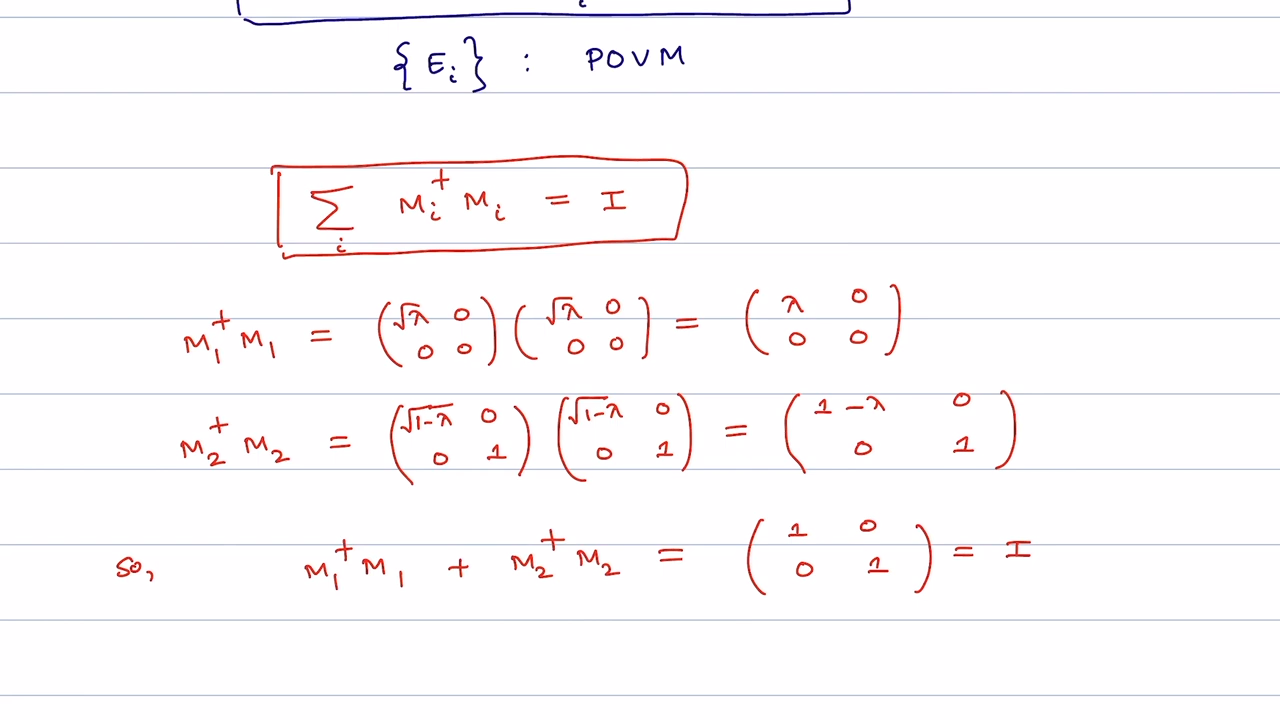 i
{E_i} : POVM
∑_i M_i^+ M_i = I
M_1^+ M_1 = (√λ 0 / 0 0) (√λ 0 / 0 0) = (λ 0 / 0 0)
M_2^+ M_2 = (√1-λ 0 / 0 1) (√1-λ 0 / 0 1) = (1-λ 0 / 0 1)
so, M_1^+ M_1 + M_2^+ M_2 = (1 0 / 0 1) = I